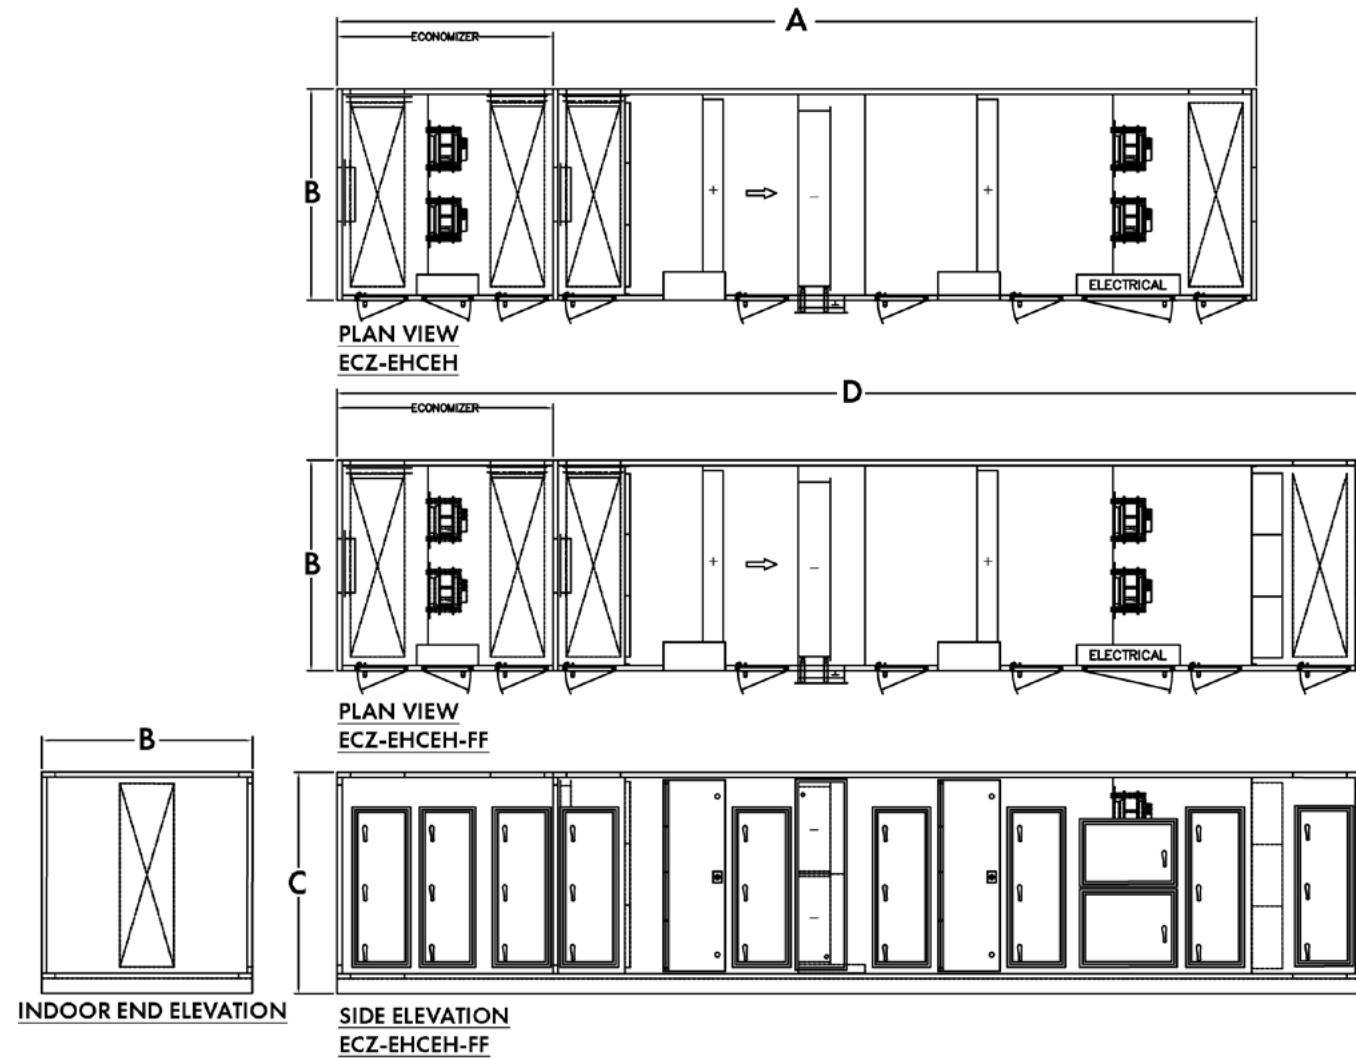 A
ECONOMIZER
B
ELECTRICAL
PLAN VIEW
ECZ-EHCEH
D
ECONOMIZER
B
ELECTRICAL
PLAN VIEW
ECZ-EHCEH-FF
B
C
INDOOR END ELEVATION
SIDE ELEVATION
ECZ-EHCEH-FF